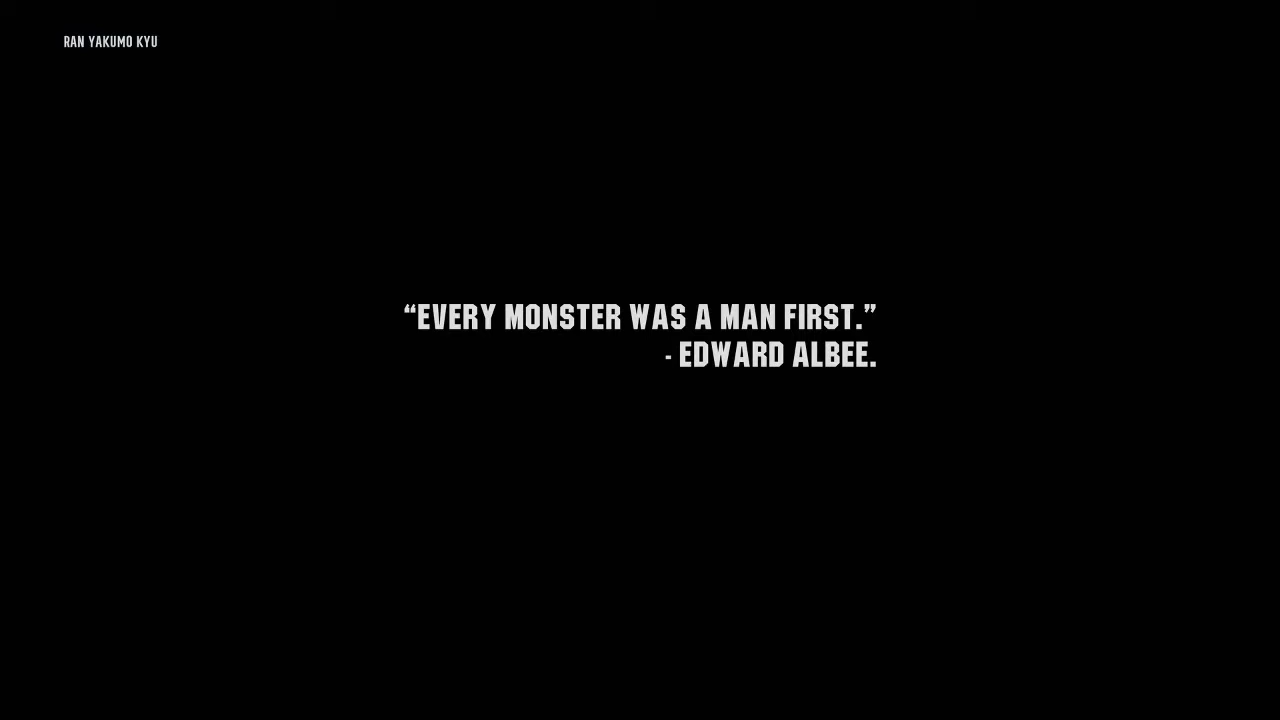 RAN YAKUMO KYU
“EVERY MONSTER WAS A MAN FIRST.”
- EDWARD ALBEE.